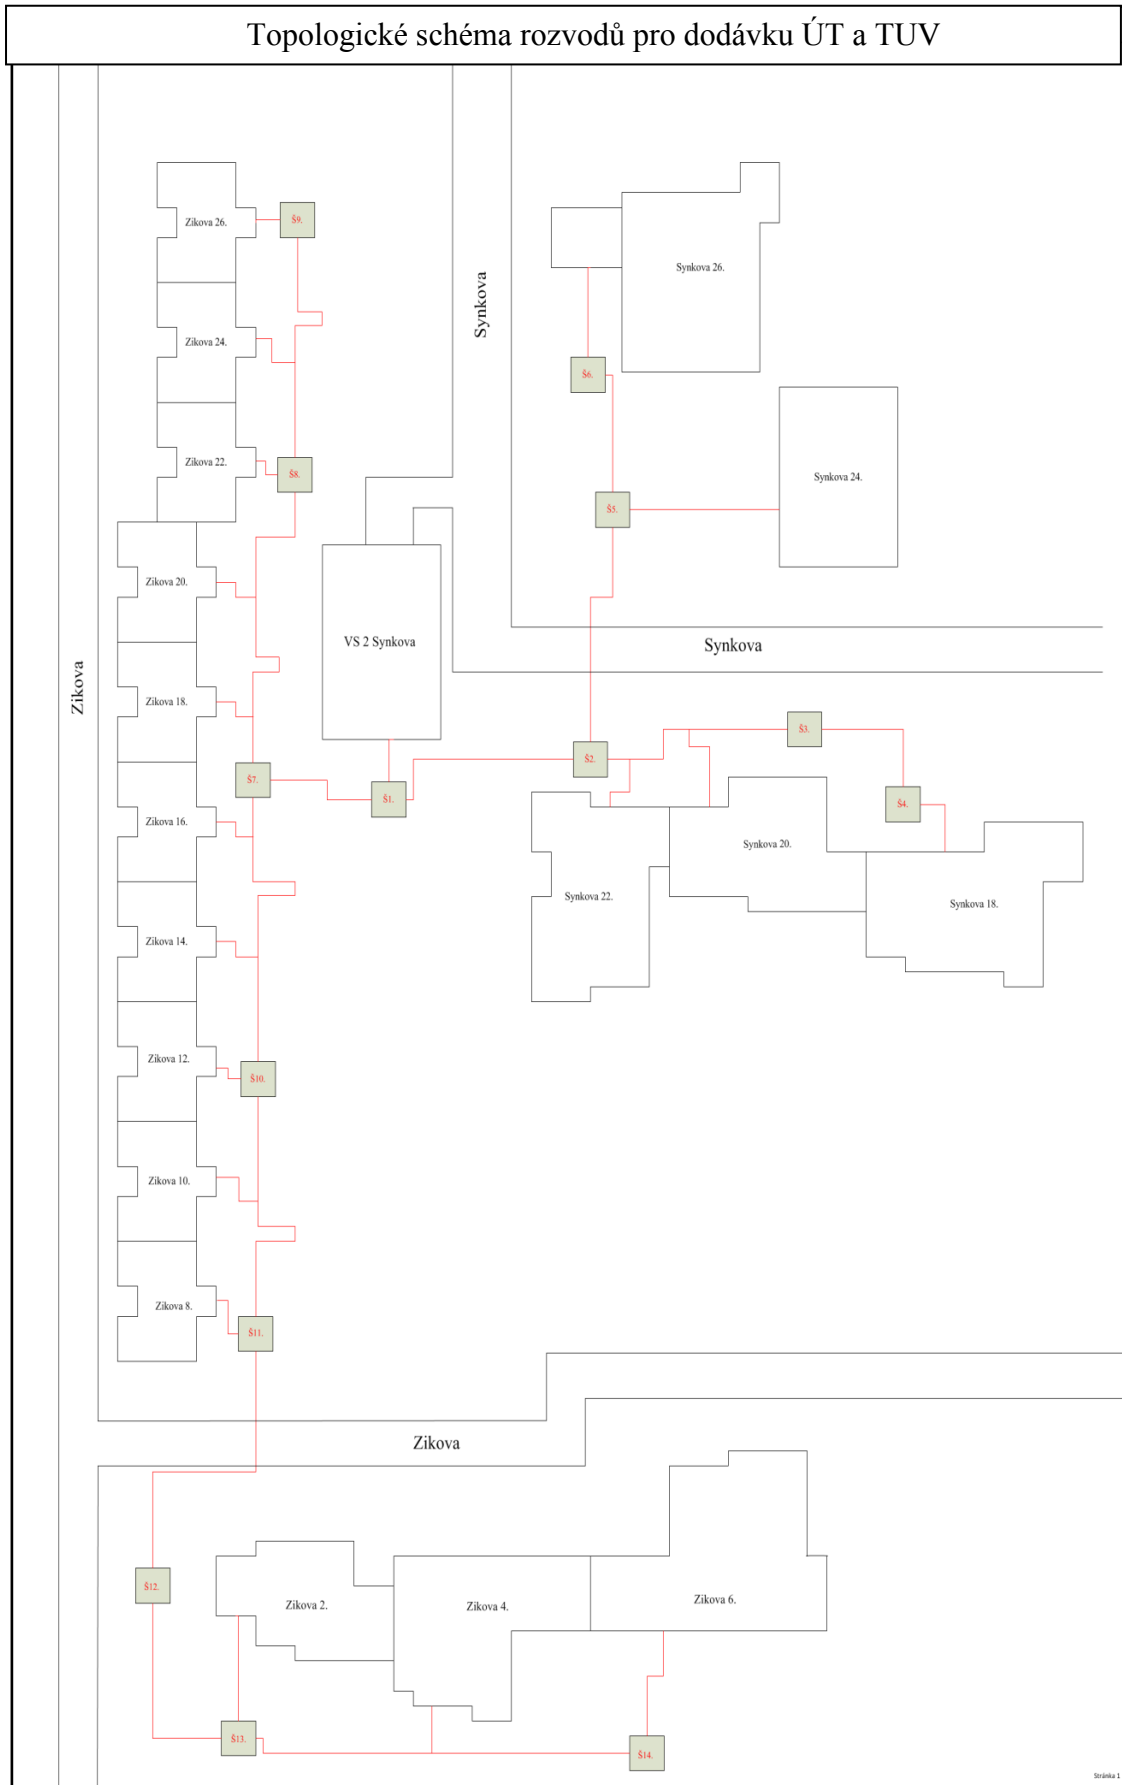 Topologické schéma rozvodů pro dodávku ÚT a TUV
Zikova 26.
Š9.
Synkova 26.
Synkova
Zikova 24.
Š6.
Zikova 22.
Š8.
Synkova 24.
Š5.
Zikova 20.
VS 2 Synkova
Synkova
Zikova
Zikova 18.
Š3.
Š2.
Š7.
Š1.
Š4.
Zikova 16.
Synkova 20.
Synkova 22.
Synkova 18.
Zikova 14.
Zikova 12.
Š10.
Zikova 10.
Zikova 8.
Š11.
Zikova
Š12.
Zikova 2.
Zikova 4.
Zikova 6.
Š13.
Š14.
Stránka 1